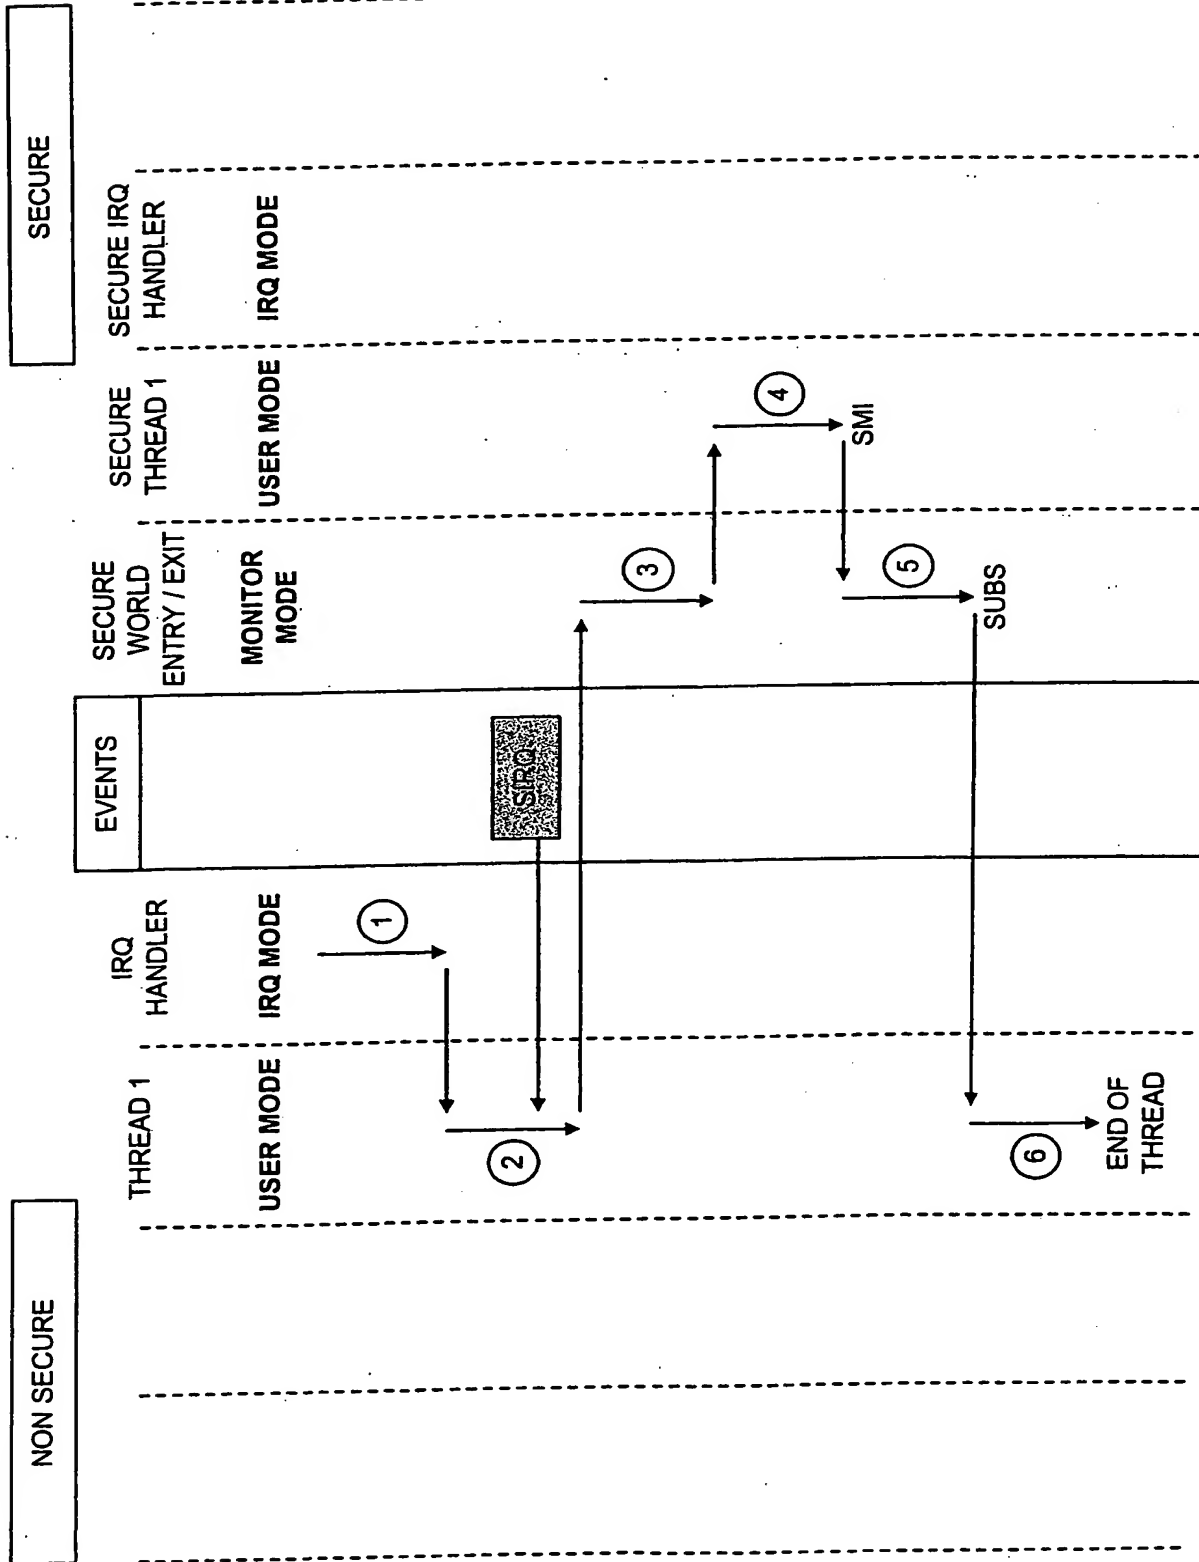 NON SECURE
SECURE
EVENTS
THREAD 1
IRQ
HANDLER
SECURE
WORLD
ENTRY / EXIT
SECURE
THREAD 1
SECURE IRQ
HANDLER
USER MODE
IRQ MODE
MONITOR
MODE
USER MODE
IRQ MODE
1
2
SIRQ
3
4
SMI
5
SUBS
6
END OF
THREAD